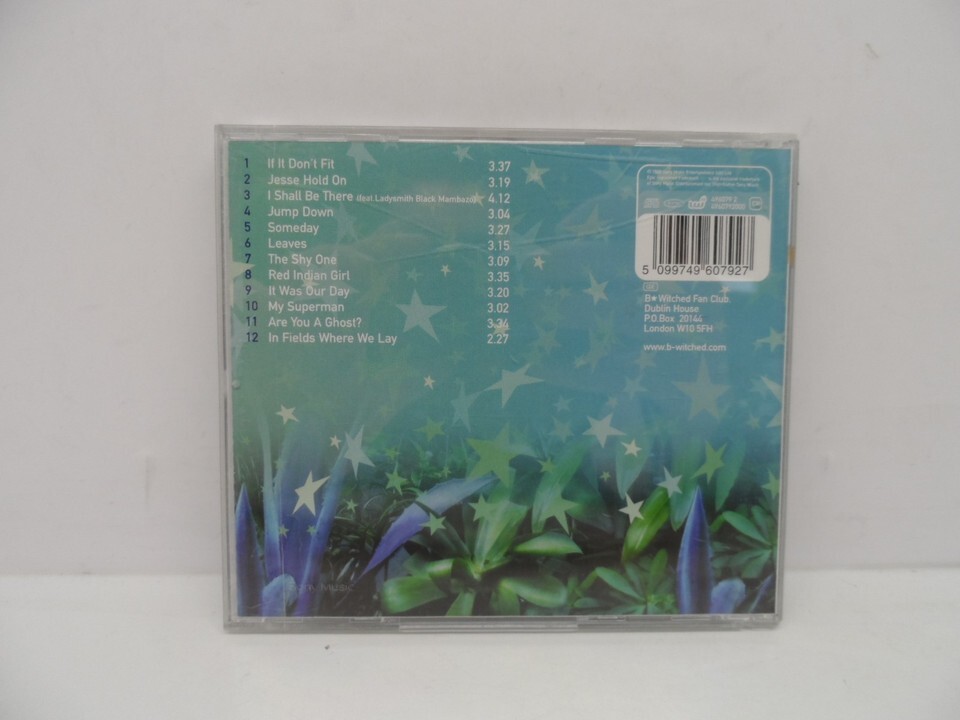 1 If It Don't Fit 3.37
2 Jesse Hold On 3.19
3 I Shall Be There (feat.Ladysmith Black Mambazo) 4.12
4 Jump Down 3.04
5 Someday 3.27
6 Leaves 3.15
7 The Shy One 3.09
8 Red Indian Girl 3.35
9 It Was Our Day 3.20
10 My Superman 3.02
11 Are You A Ghost? 3.34
12 In Fields Where We Lay 2.27
5 099749 607927
B★Witched Fan Club.
Dublin House
P.O.Box 20144
London W10 5FH
www.b-witched.com